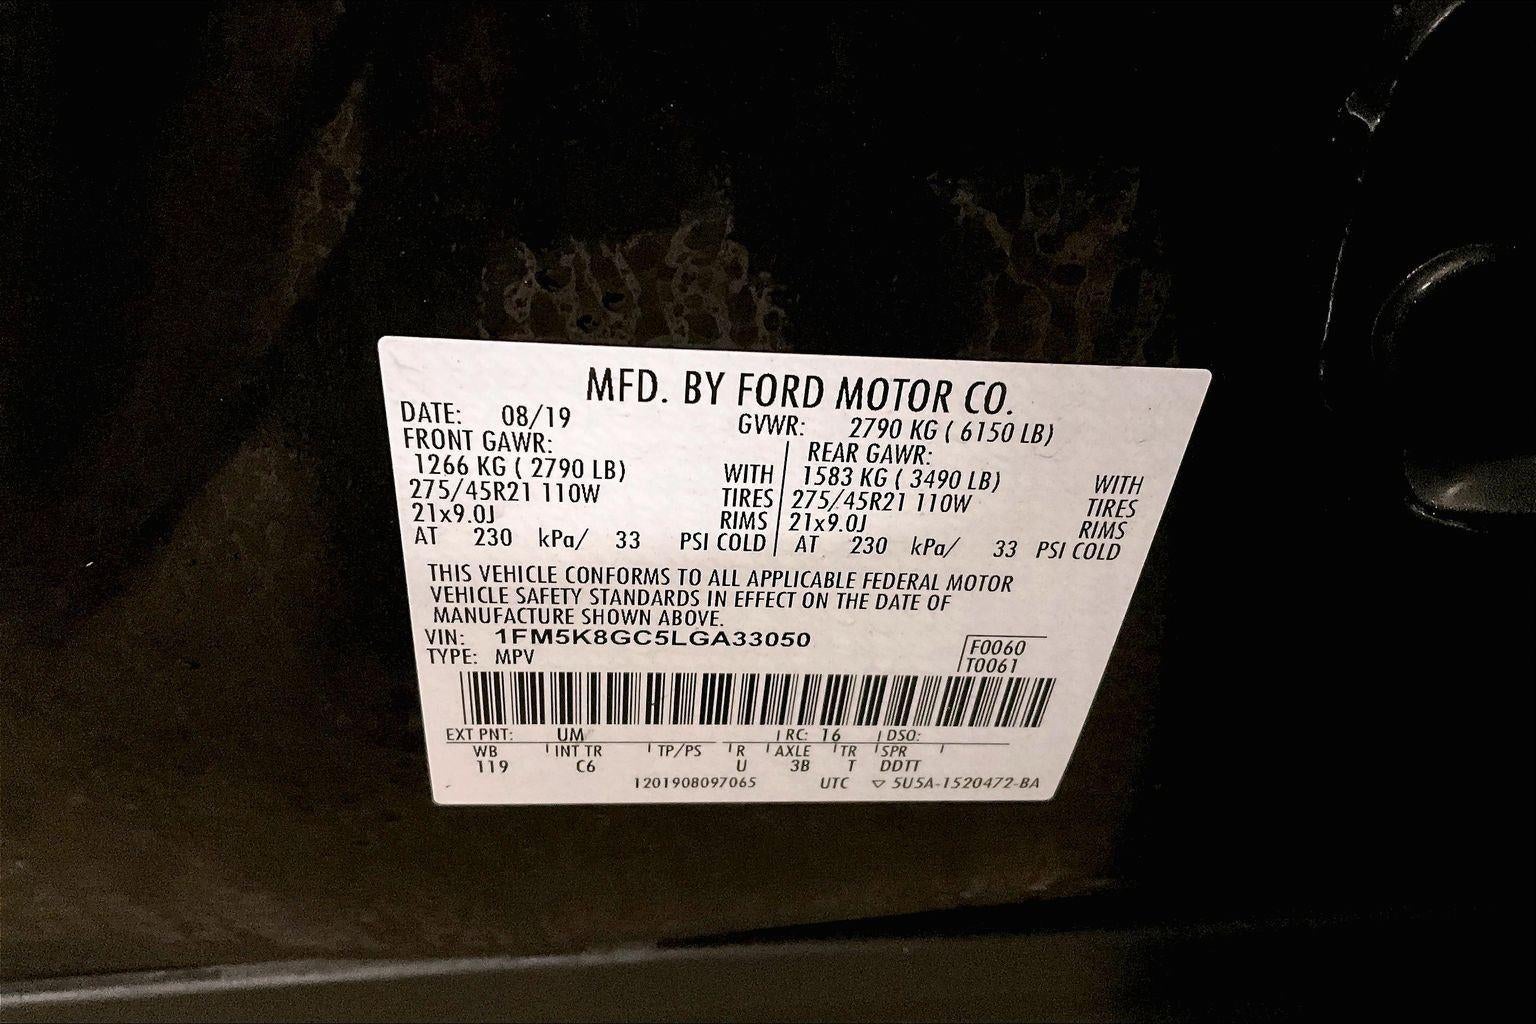 MFD. BY FORD MOTOR CO.
DATE: 08/19 GVWR: 2790 KG ( 6150 LB)
FRONT GAWR: REAR GAWR:
1266 KG ( 2790 LB) WITH 1583 KG ( 3490 LB) WITH
275/45R21 110W TIRES 275/45R21 110W TIRES
21x9.0J RIMS 21x9.0J RIMS
AT 230 kPa/ 33 PSI COLD AT 230 kPa/ 33 PSI COLD
THIS VEHICLE CONFORMS TO ALL APPLICABLE FEDERAL MOTOR
VEHICLE SAFETY STANDARDS IN EFFECT ON THE DATE OF
MANUFACTURE SHOWN ABOVE.
VIN: 1FM5K8GC5LGA33050 F0060
TYPE: MPV T0061
EXT PNT: UM RC: 16 DSO:
WB INT TR TP/PS R AXLE TR SPR
119 C6 U 3B T DDTT
1201908097065 UTC ▽ 5U5A-1520472-BA